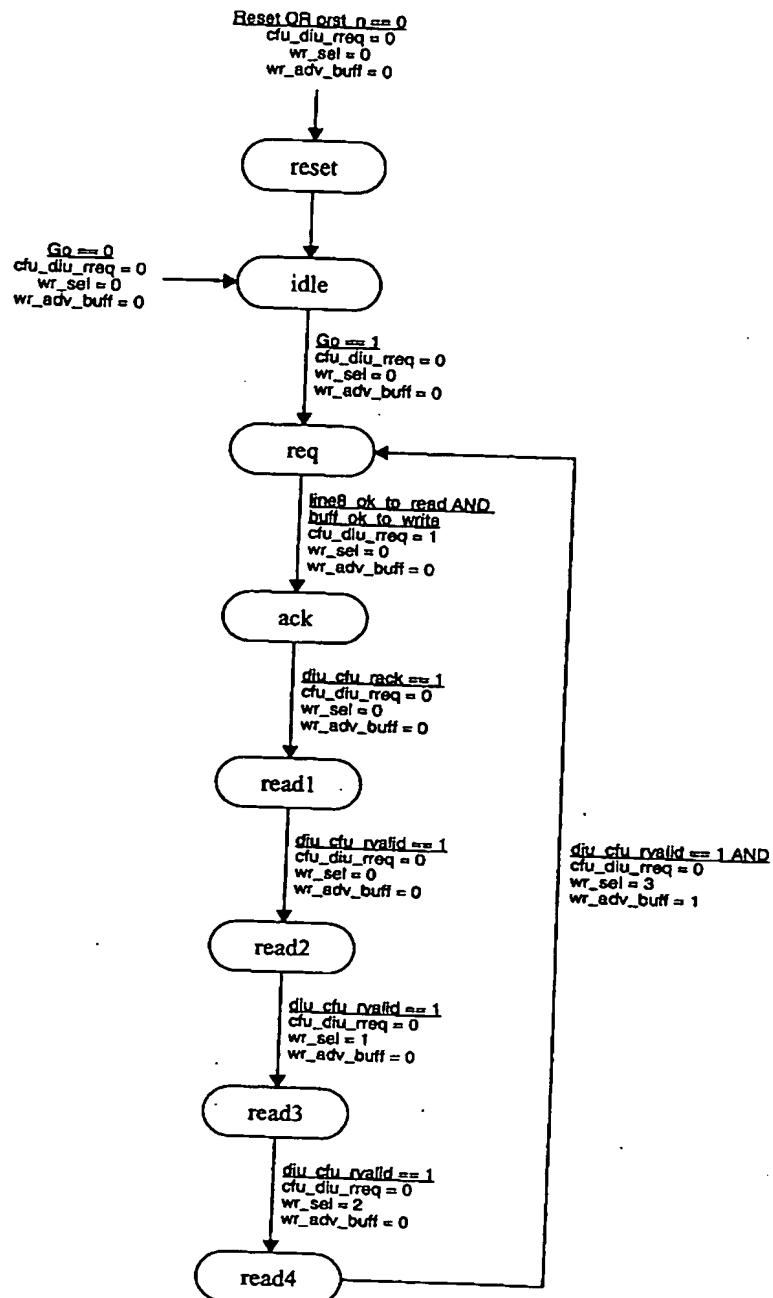 Reset OR prst_n == 0
cfu_diu_rreq = 0
wr_sel = 0
wr_adv_buff = 0
reset
Go == 0
cfu_diu_rreq = 0
wr_sel = 0
wr_adv_buff = 0
idle
Go == 1
cfu_diu_rreq = 0
wr_sel = 0
wr_adv_buff = 0
req
line8_ok_to_read AND
buff_ok_to_write
cfu_diu_rreq = 1
wr_sel = 0
wr_adv_buff = 0
ack
diu_cfu_rack == 1
cfu_diu_rreq = 0
wr_sel = 0
wr_adv_buff = 0
read1
diu_cfu_rvalid == 1
cfu_diu_rreq = 0
wr_sel = 0
wr_adv_buff = 0
diu_cfu_rvalid == 1 AND
cfu_diu_rreq = 0
wr_sel = 3
wr_adv_buff = 1
read2
diu_cfu_rvalid == 1
cfu_diu_rreq = 0
wr_sel = 1
wr_adv_buff = 0
read3
diu_cfu_rvalid == 1
cfu_diu_rreq = 0
wr_sel = 2
wr_adv_buff = 0
read4